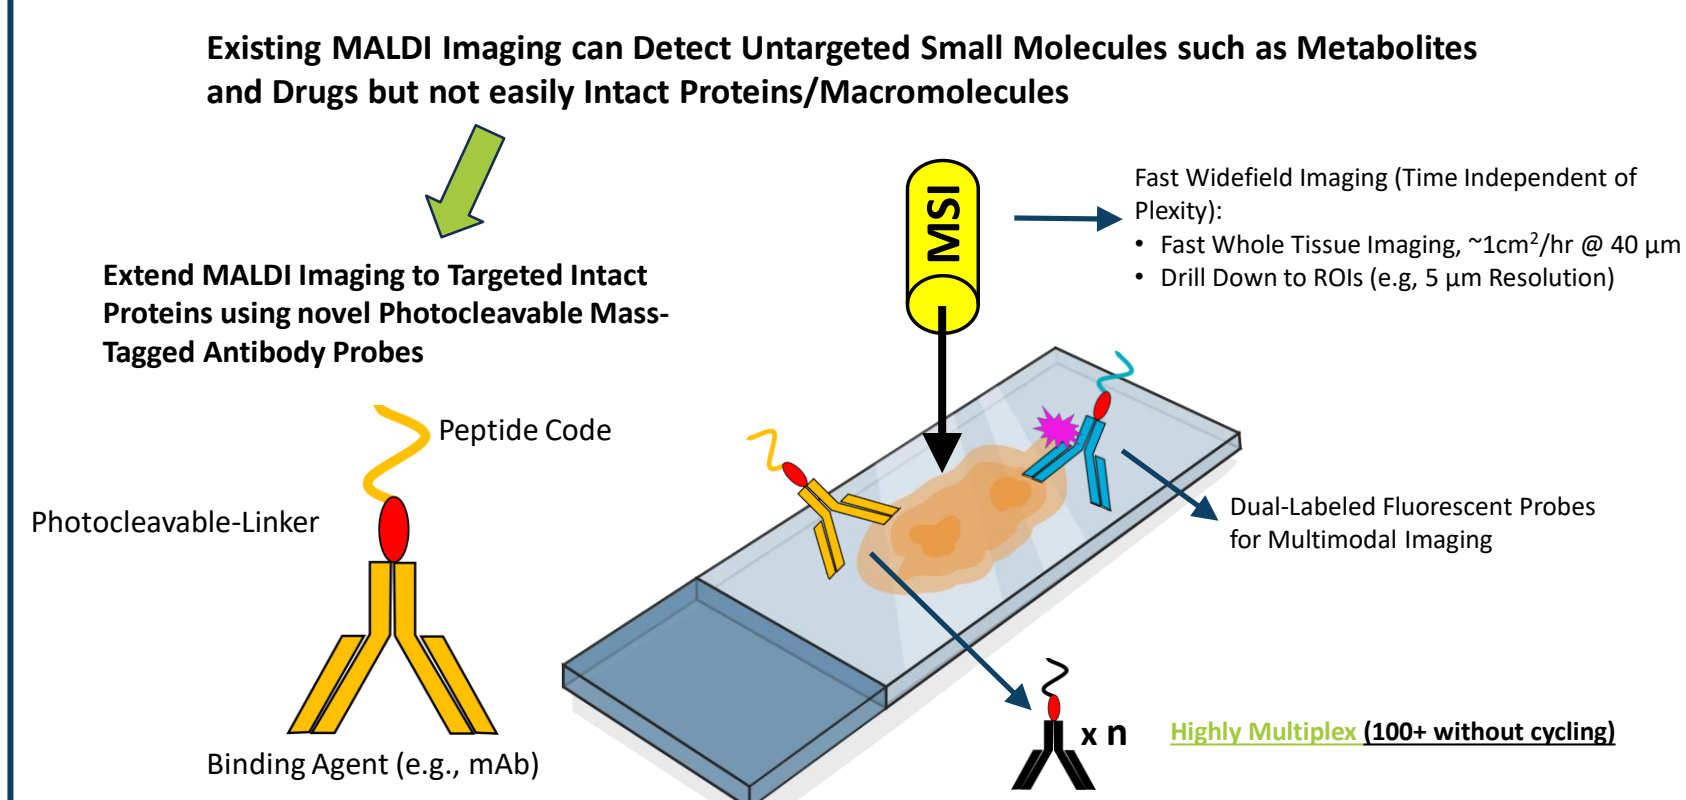 Existing MALDI Imaging can Detect Untargeted Small Molecules such as Metabolites
and Drugs but not easily Intact Proteins/Macromolecules
Extend MALDI Imaging to Targeted Intact
Proteins using novel Photocleavable Mass-
Tagged Antibody Probes
Peptide Code
Photocleavable-Linker
Binding Agent (e.g., mAb)
MSI
Fast Widefield Imaging (Time Independent of
Plexity):
• Fast Whole Tissue Imaging, ~1cm²/hr @ 40 µm
• Drill Down to ROIs (e.g, 5 µm Resolution)
Dual-Labeled Fluorescent Probes
for Multimodal Imaging
x n
Highly Multiplex (100+ without cycling)